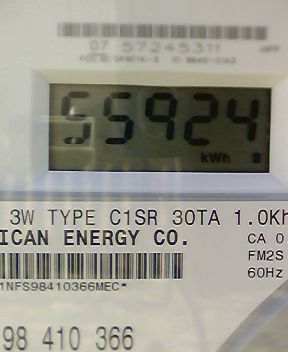 07 57245311
55924
kWh
3W TYPE C1SR 30TA 1.0Kh
ICAN ENERGY CO.
CA 0
FM2S
60Hz
1NFS98410366MEC*
98 410 366